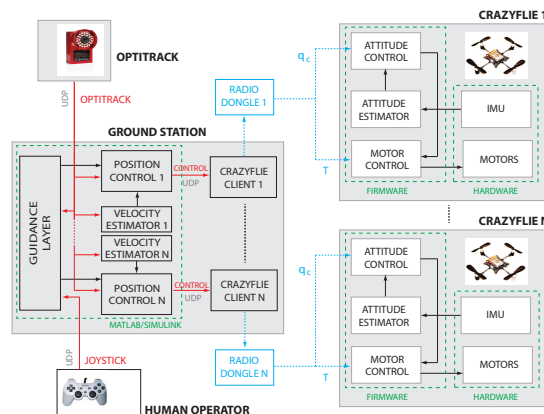 OPTITRACK
UDP
OPTITRACK
GROUND STATION
GUIDANCE
LAYER
POSITION
CONTROL 1
VELOCITY
ESTIMATOR 1
VELOCITY
ESTIMATOR N
POSITION
CONTROL N
MATLAB/SIMULINK
CONTROL
UDP
CRAZYFLIE
CLIENT 1
CONTROL
UDP
CRAZYFLIE
CLIENT N
UDP
JOYSTICK
HUMAN OPERATOR
RADIO
DONGLE 1
RADIO
DONGLE N
CRAZYFLIE 1
qc
T
ATTITUDE
CONTROL
ATTITUDE
ESTIMATOR
MOTOR
CONTROL
FIRMWARE
IMU
MOTORS
HARDWARE
CRAZYFLIE N
qc
T
ATTITUDE
CONTROL
ATTITUDE
ESTIMATOR
MOTOR
CONTROL
FIRMWARE
IMU
MOTORS
HARDWARE